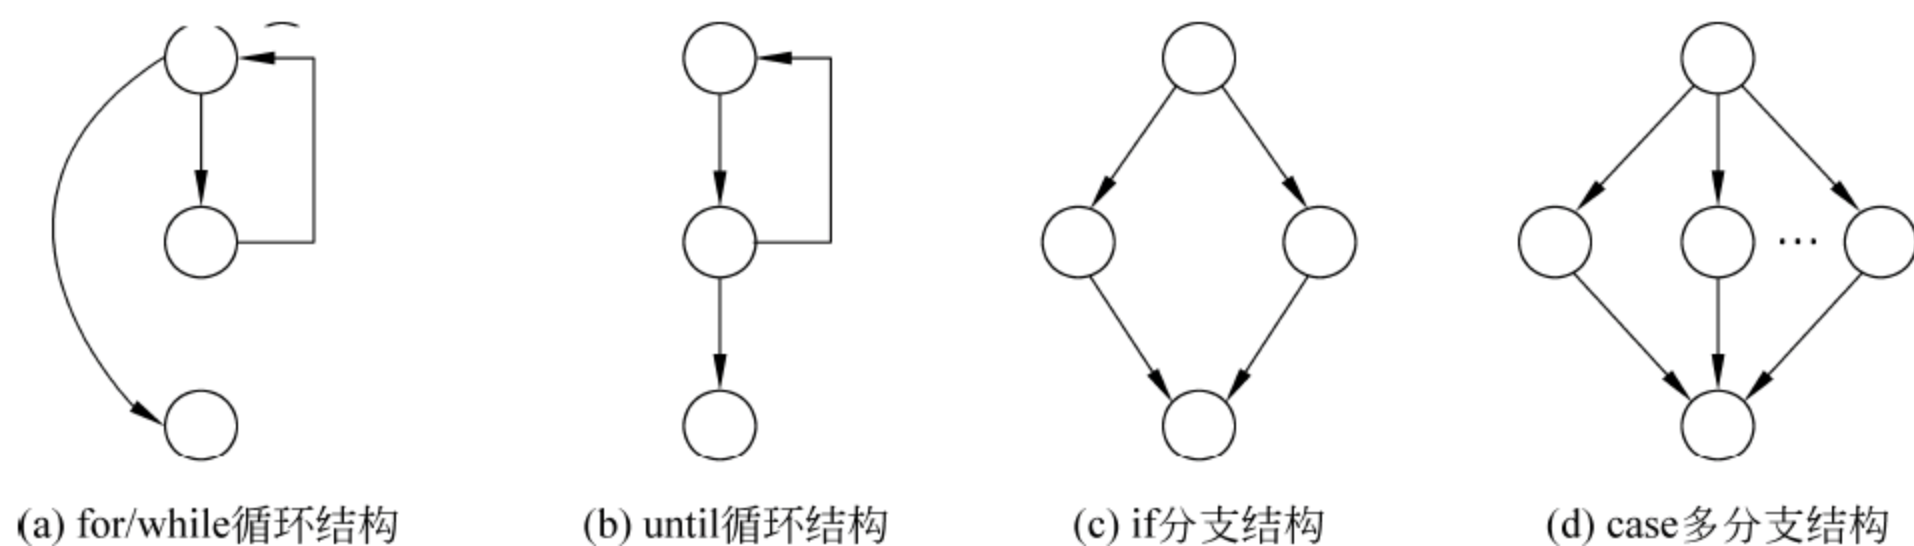 …
(a) for/while循环结构
(b) until循环结构
(c) if分支结构
(d) case多分支结构